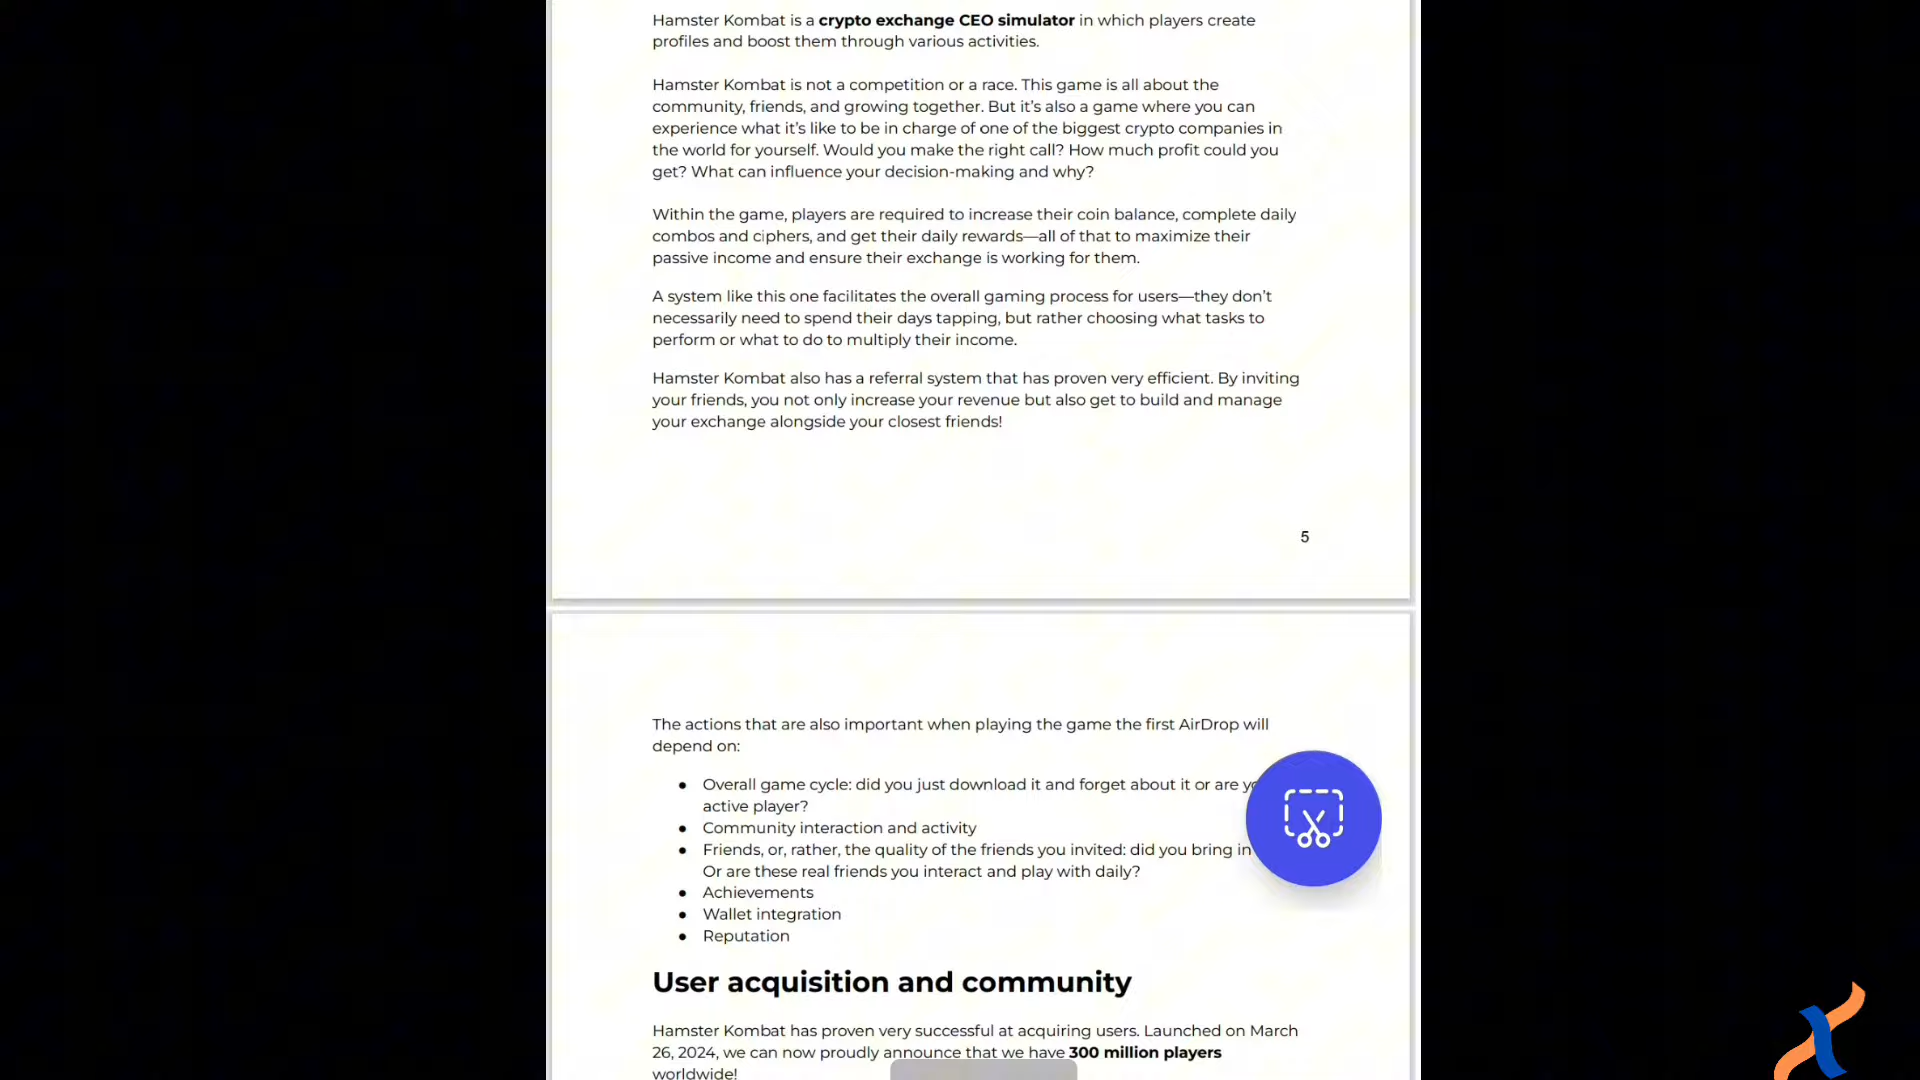 Hamster Kombat is a crypto exchange CEO simulator in which players create
profiles and boost them through various activities.
Hamster Kombat is not a competition or a race. This game is all about the
community, friends, and growing together. But it’s also a game where you can
experience what it’s like to be in charge of one of the biggest crypto companies in
the world for yourself. Would you make the right call? How much profit could you
get? What can influence your decision-making and why?
Within the game, players are required to increase their coin balance, complete daily
combos and ciphers, and get their daily rewards—all of that to maximize their
passive income and ensure their exchange is working for them.
A system like this one facilitates the overall gaming process for users—they don’t
necessarily need to spend their days tapping, but rather choosing what tasks to
perform or what to do to multiply their income.
Hamster Kombat also has a referral system that has proven very efficient. By inviting
your friends, you not only increase your revenue but also get to build and manage
your exchange alongside your closest friends!
5
The actions that are also important when playing the game the first AirDrop will
depend on:
● Overall game cycle: did you just download it and forget about it or are
active player?
● Community interaction and activity
● Friends, or, rather, the quality of the friends you invited: did you bring in
Or are these real friends you interact and play with daily?
● Achievements
● Wallet integration
● Reputation
User acquisition and community
Hamster Kombat has proven very successful at acquiring users. Launched on March
26, 2024, we can now proudly announce that we have 300 million players
worldwide!